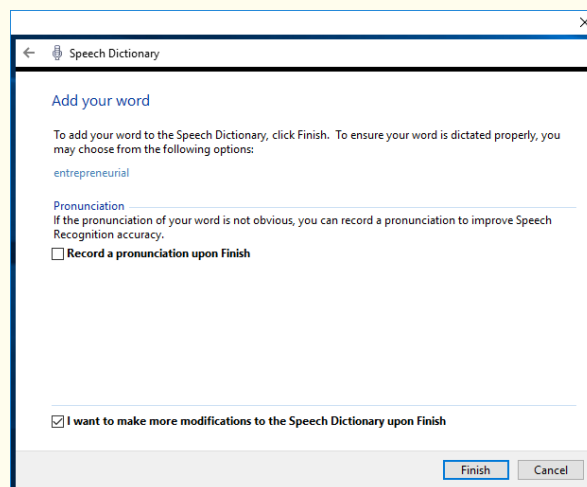 Speech Dictionary
Add your word
To add your word to the Speech Dictionary, click Finish. To ensure your word is dictated properly, you
may choose from the following options:
entrepreneurial
Pronunciation
If the pronunciation of your word is not obvious, you can record a pronunciation to improve Speech
Recognition accuracy.
Record a pronunciation upon Finish
I want to make more modifications to the Speech Dictionary upon Finish
Finish Cancel